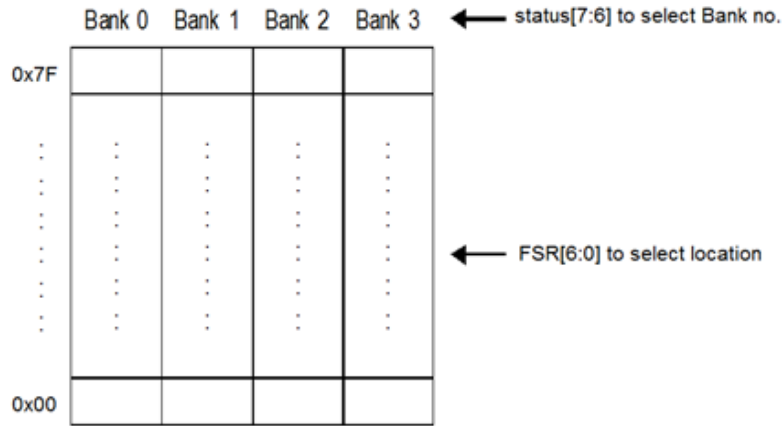 Bank 0 Bank 1 Bank 2 Bank 3 status[7:6] to select Bank no.
0x7F
FSR[6:0] to select location
0x00